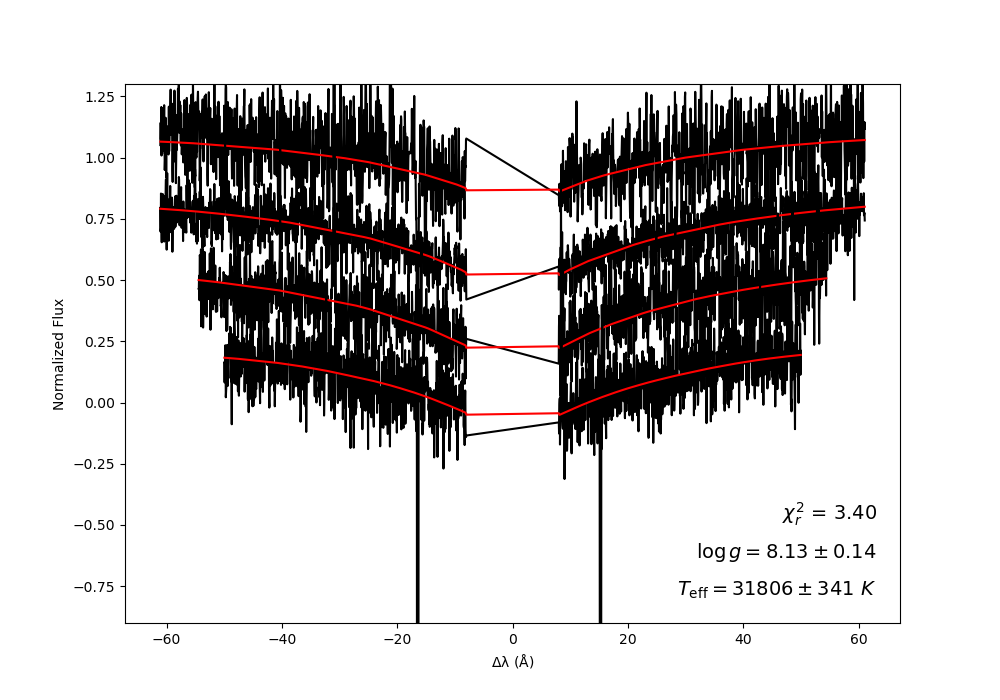 1.25
1.00
0.75
0.50
0.25
0.00
−0.25
−0.50
−0.75
Normalized Flux
χ²ᵣ = 3.40
log g = 8.13 ± 0.14
T_eff = 31806 ± 341 K
−60 −40 −20 0 20 40 60
Δλ (Å)